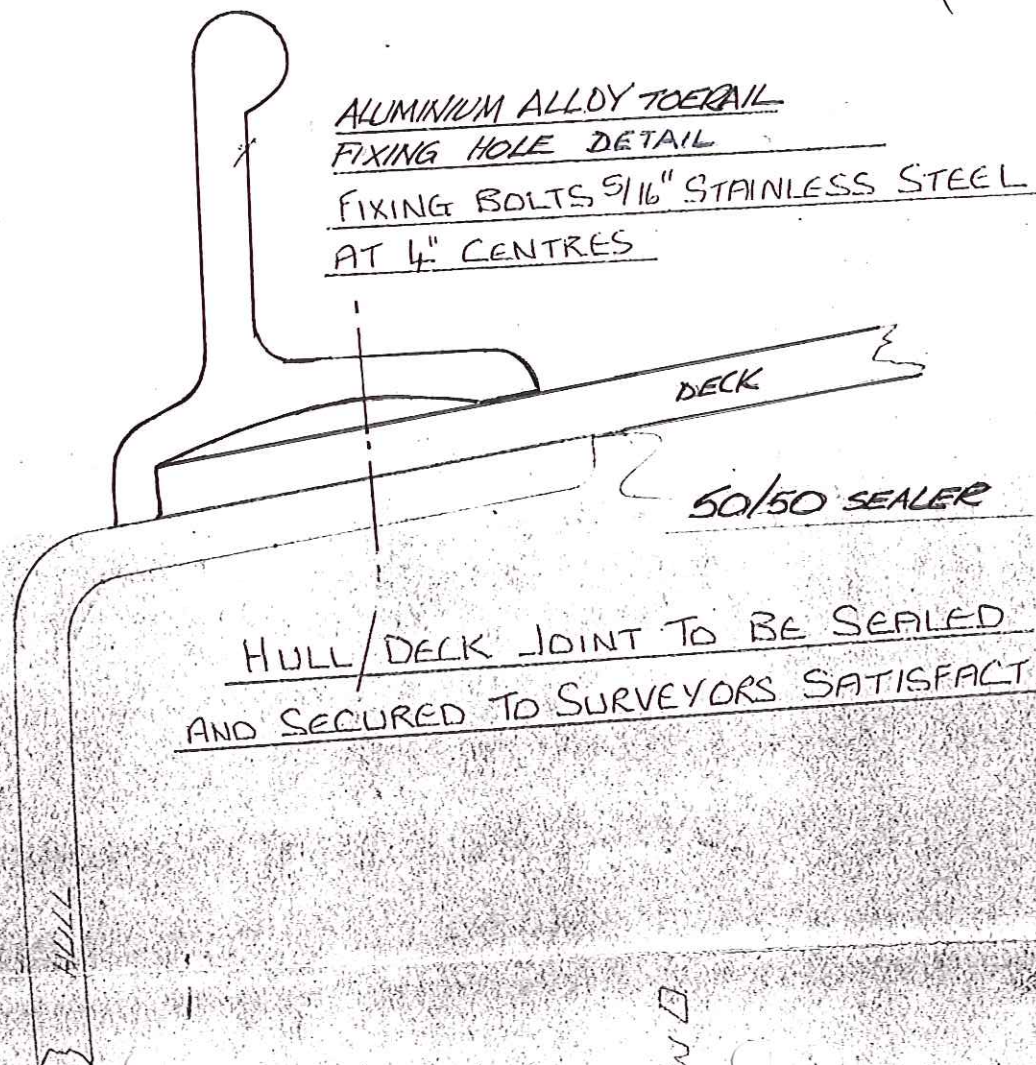 ALUMINIUM ALLOY TOERAIL
FIXING HOLE DETAIL
FIXING BOLTS 5/16" STAINLESS STEEL
AT 4" CENTRES
DECK
50/50 SEALER
HULL/DECK JOINT TO BE SEALED
AND SECURED TO SURVEYORS SATISFACT
HULL